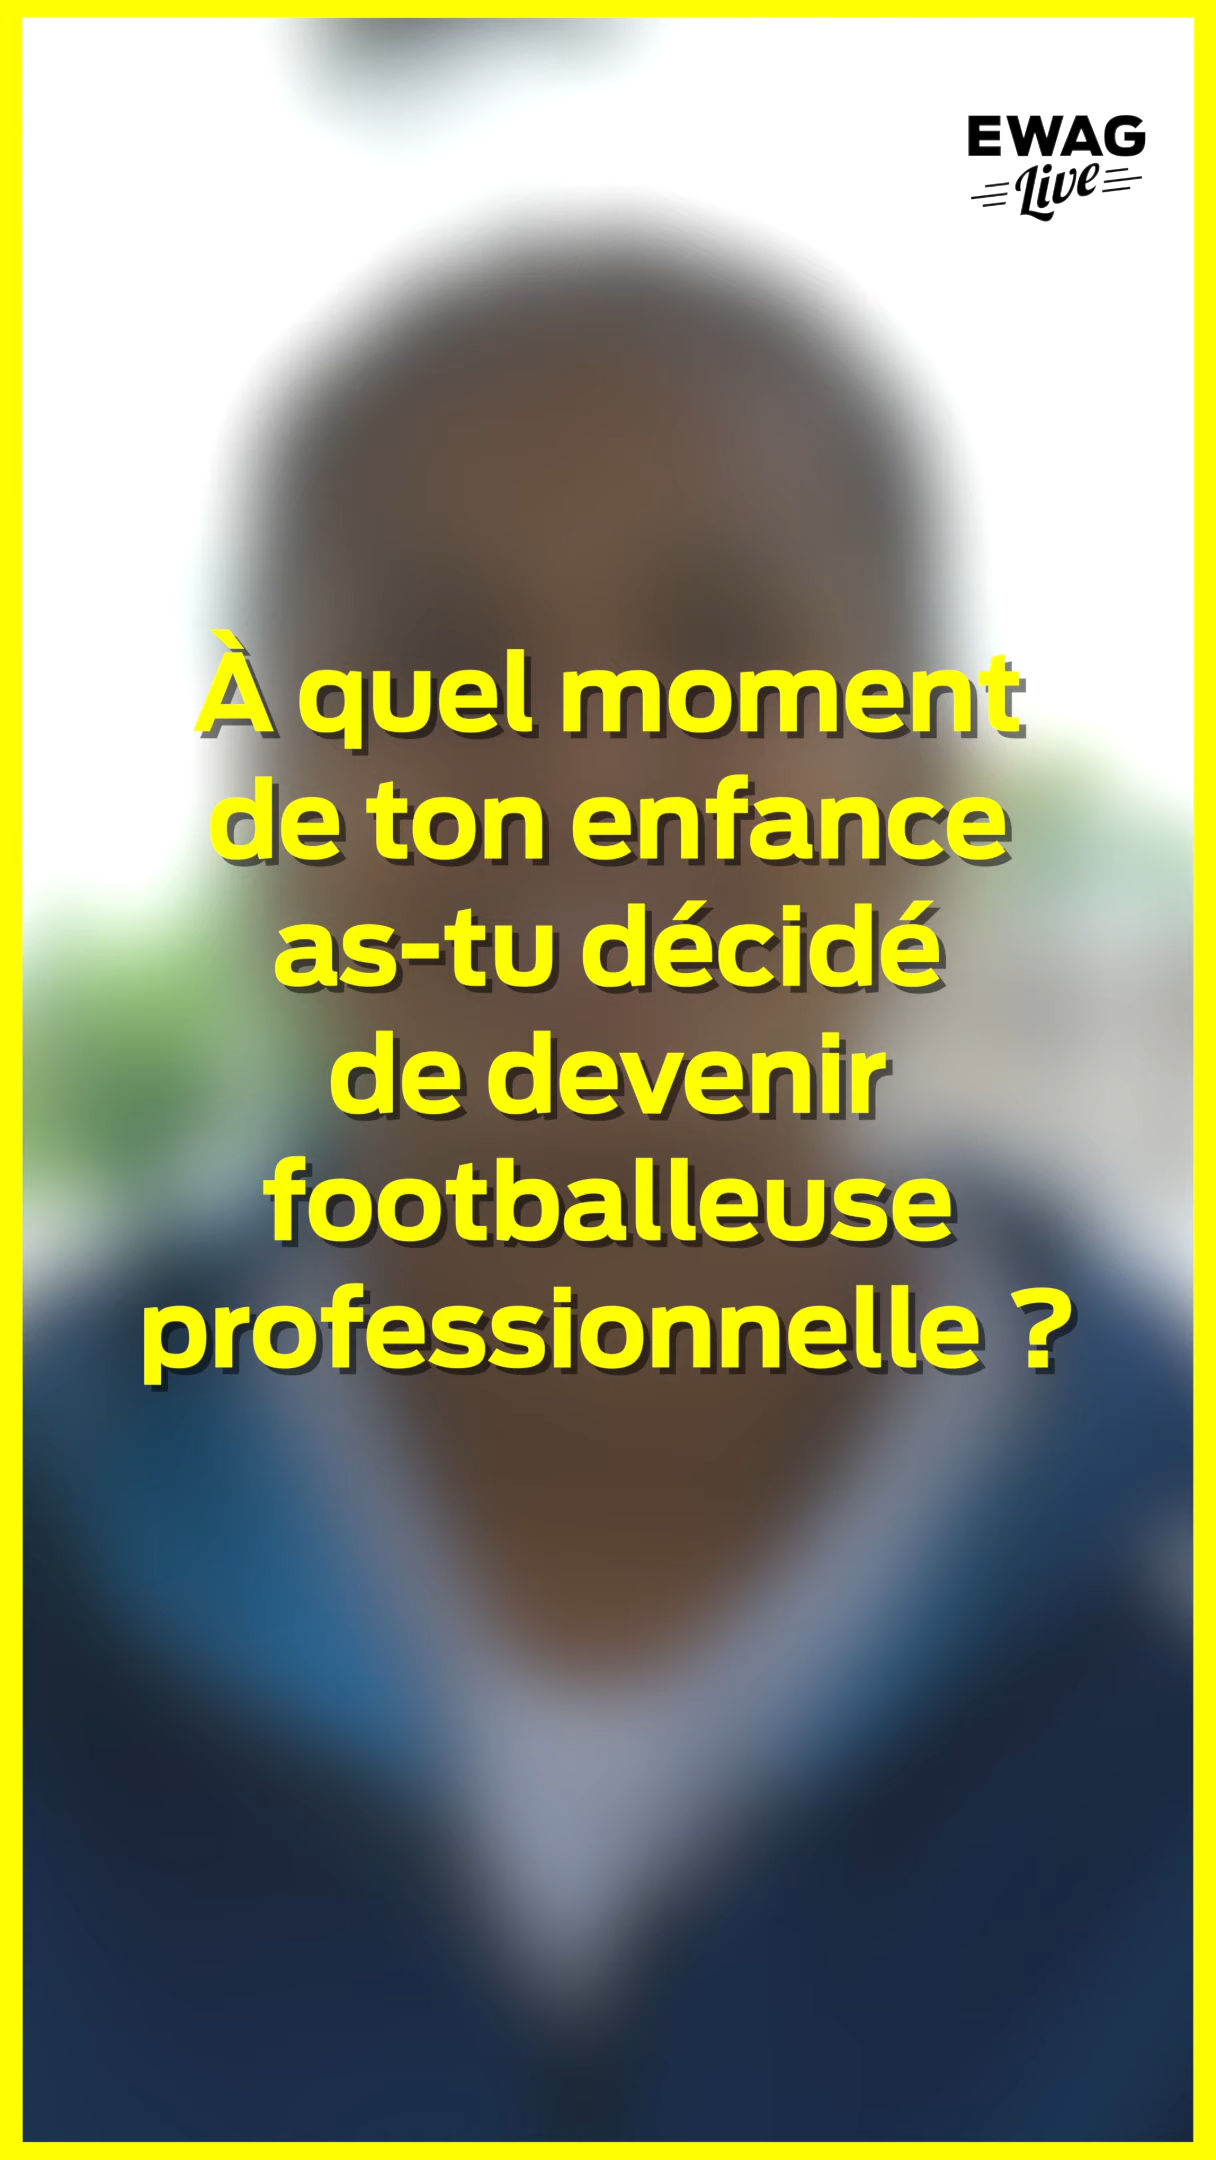 EWAG
Live
À quel moment
de ton enfance
as-tu décidé
de devenir
footballeuse
professionnelle ?